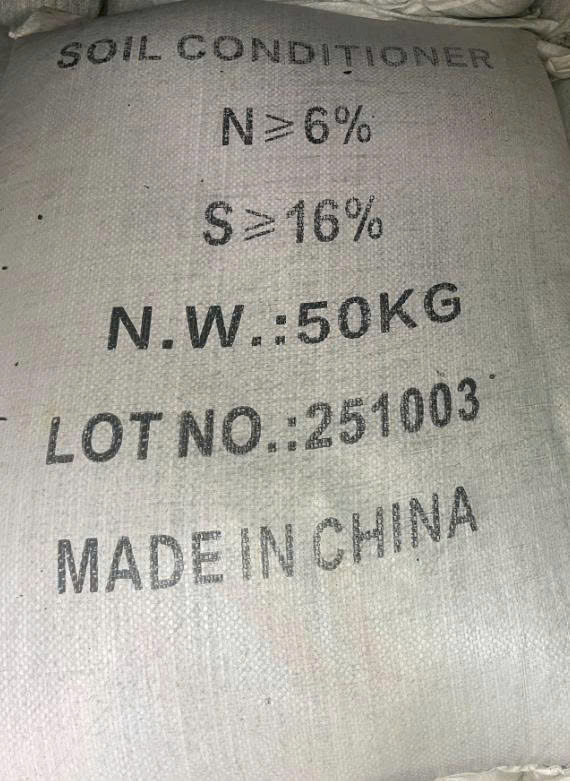 SOIL CONDITIONER
N≥6%
S≥16%
N.W.:50KG
LOT NO.:251003
MADE IN CHINA